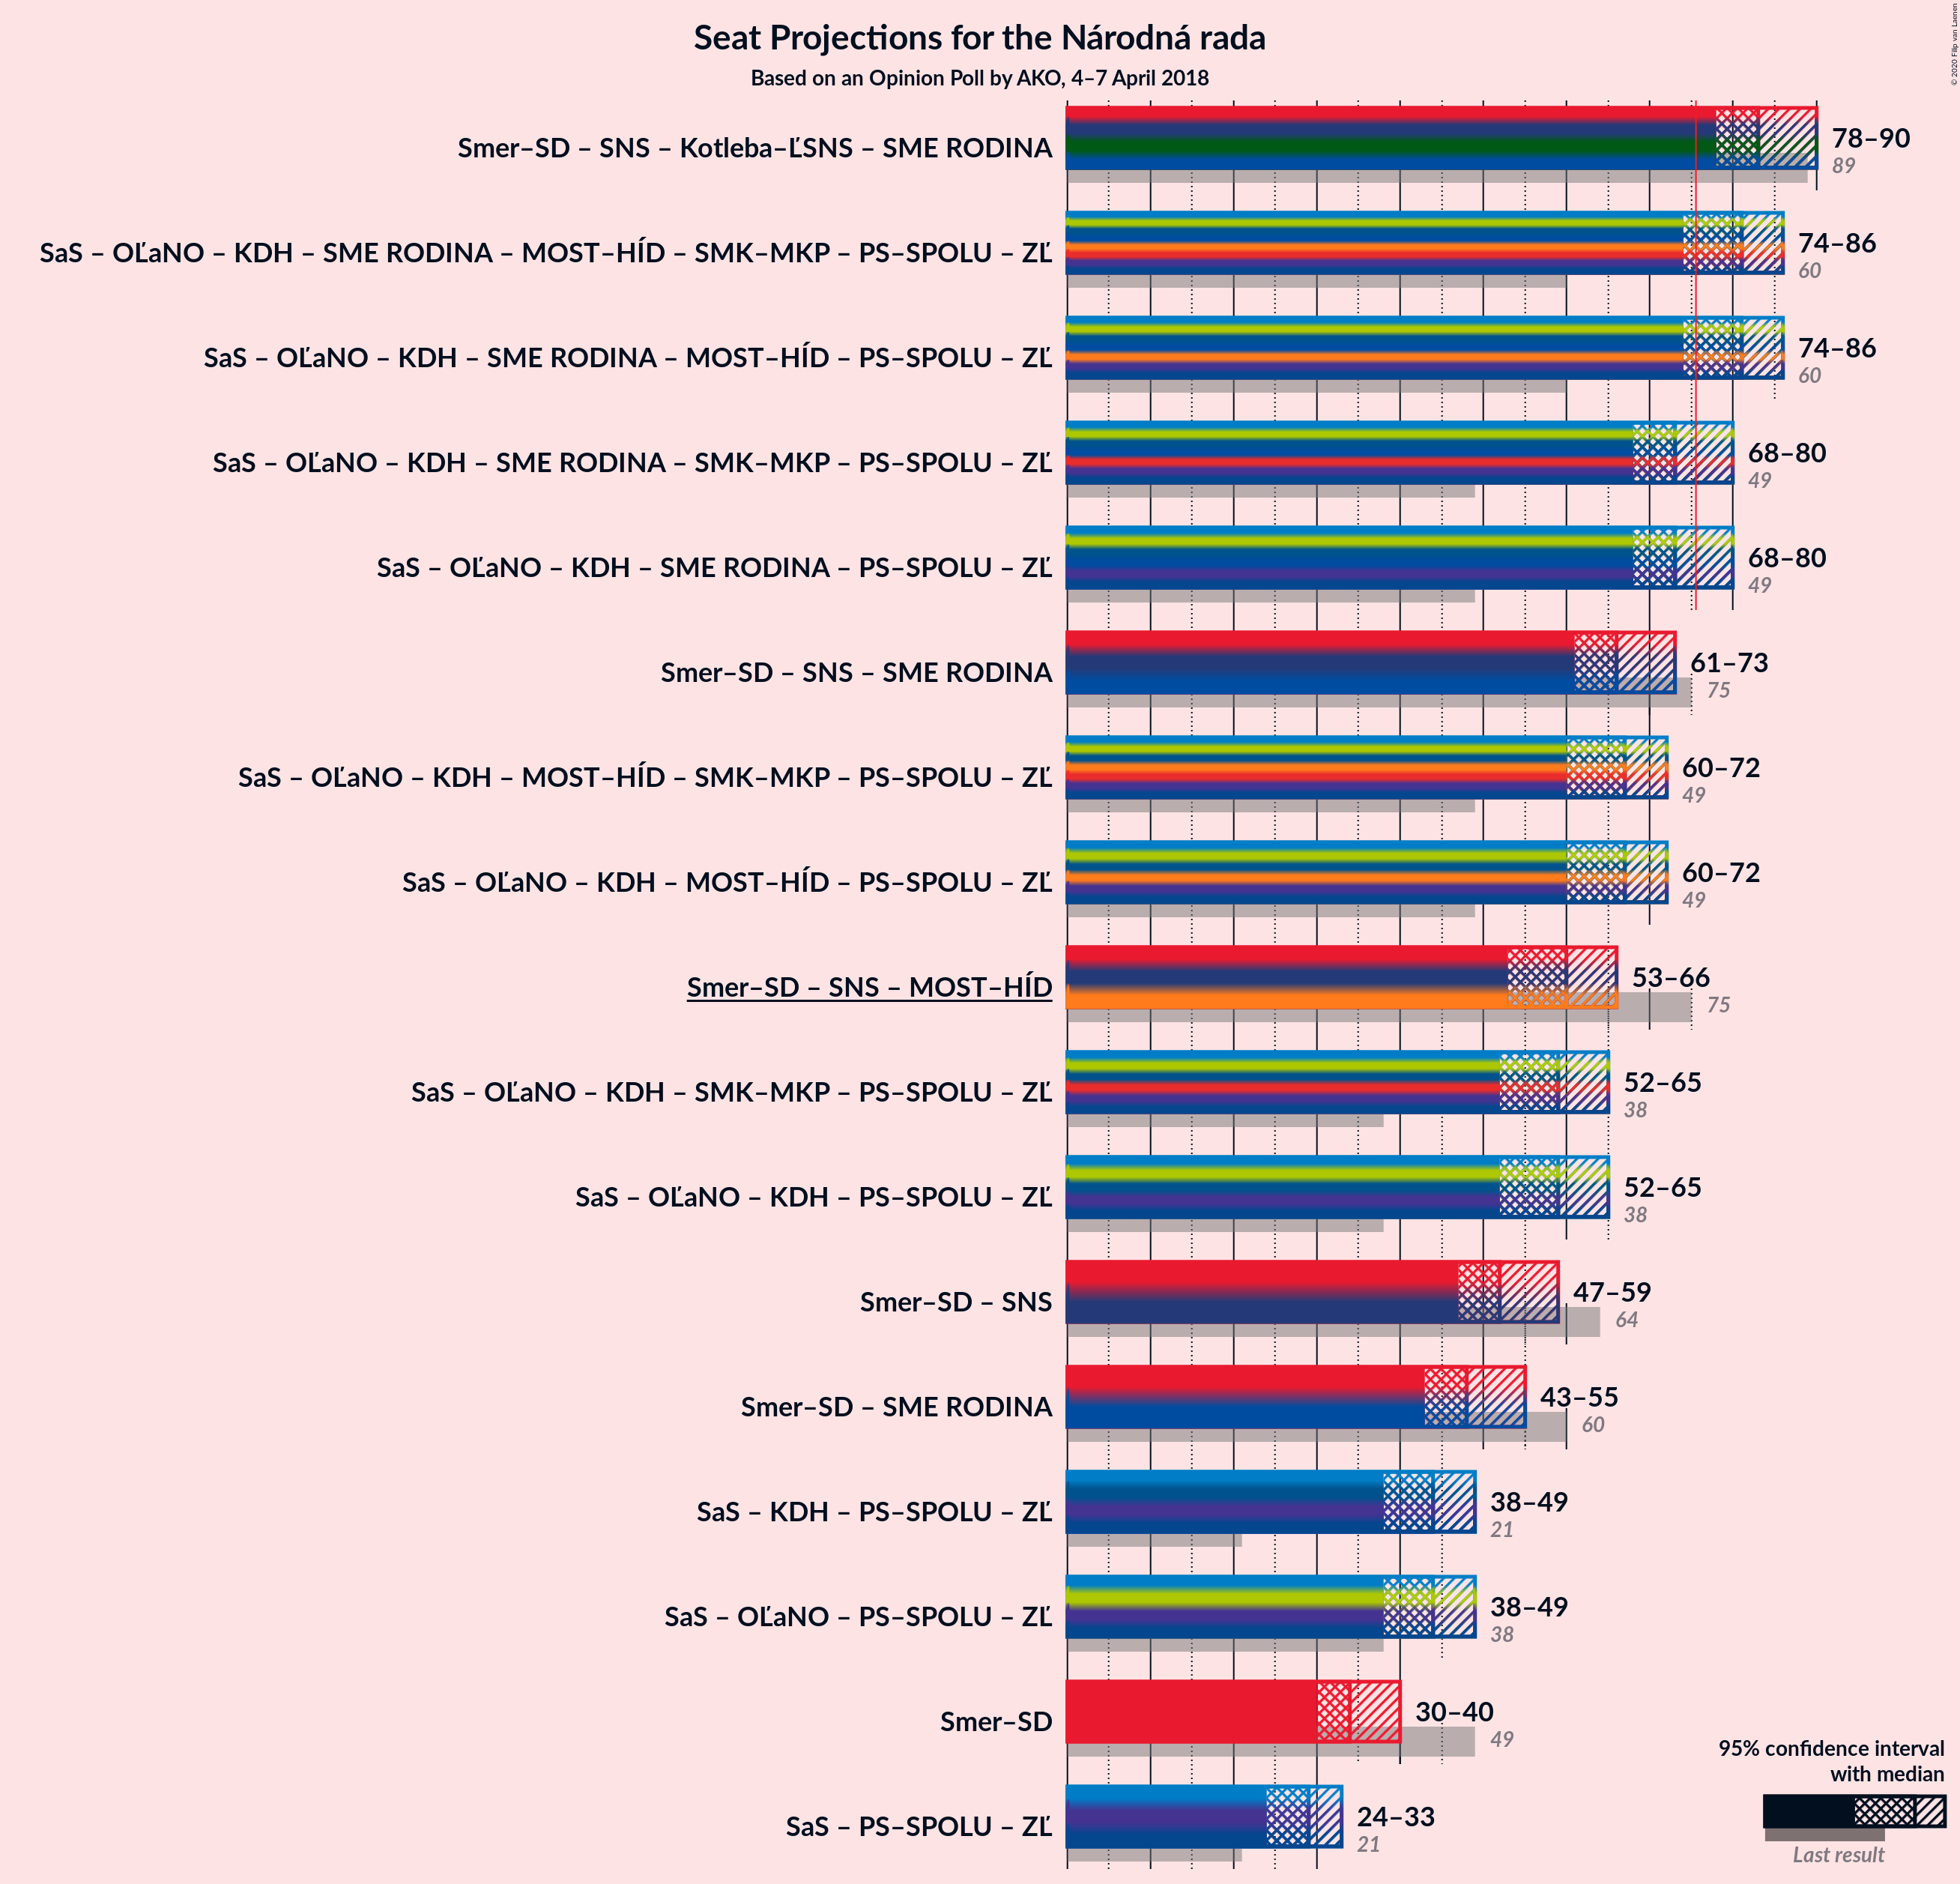 Seat Projections for the Národná rada
Based on an Opinion Poll by AKO, 4–7 April 2018
© 2020 Filip van Laenen
Smer–SD – SNS – Kotleba–ĽSNS – SME RODINA
78–90
89
SaS – OĽaNO – KDH – SME RODINA – MOST–HÍD – SMK–MKP – PS–SPOLU – ZĽ
74–86
60
SaS – OĽaNO – KDH – SME RODINA – MOST–HÍD – PS–SPOLU – ZĽ
74–86
60
SaS – OĽaNO – KDH – SME RODINA – SMK–MKP – PS–SPOLU – ZĽ
68–80
49
SaS – OĽaNO – KDH – SME RODINA – PS–SPOLU – ZĽ
68–80
49
Smer–SD – SNS – SME RODINA
61–73
75
SaS – OĽaNO – KDH – MOST–HÍD – SMK–MKP – PS–SPOLU – ZĽ
60–72
49
SaS – OĽaNO – KDH – MOST–HÍD – PS–SPOLU – ZĽ
60–72
49
Smer–SD – SNS – MOST–HÍD
53–66
75
SaS – OĽaNO – KDH – SMK–MKP – PS–SPOLU – ZĽ
52–65
38
SaS – OĽaNO – KDH – PS–SPOLU – ZĽ
52–65
38
Smer–SD – SNS
47–59
64
Smer–SD – SME RODINA
43–55
60
SaS – KDH – PS–SPOLU – ZĽ
38–49
21
SaS – OĽaNO – PS–SPOLU – ZĽ
38–49
38
Smer–SD
30–40
49
SaS – PS–SPOLU – ZĽ
24–33
21
95% confidence interval
with median
Last result